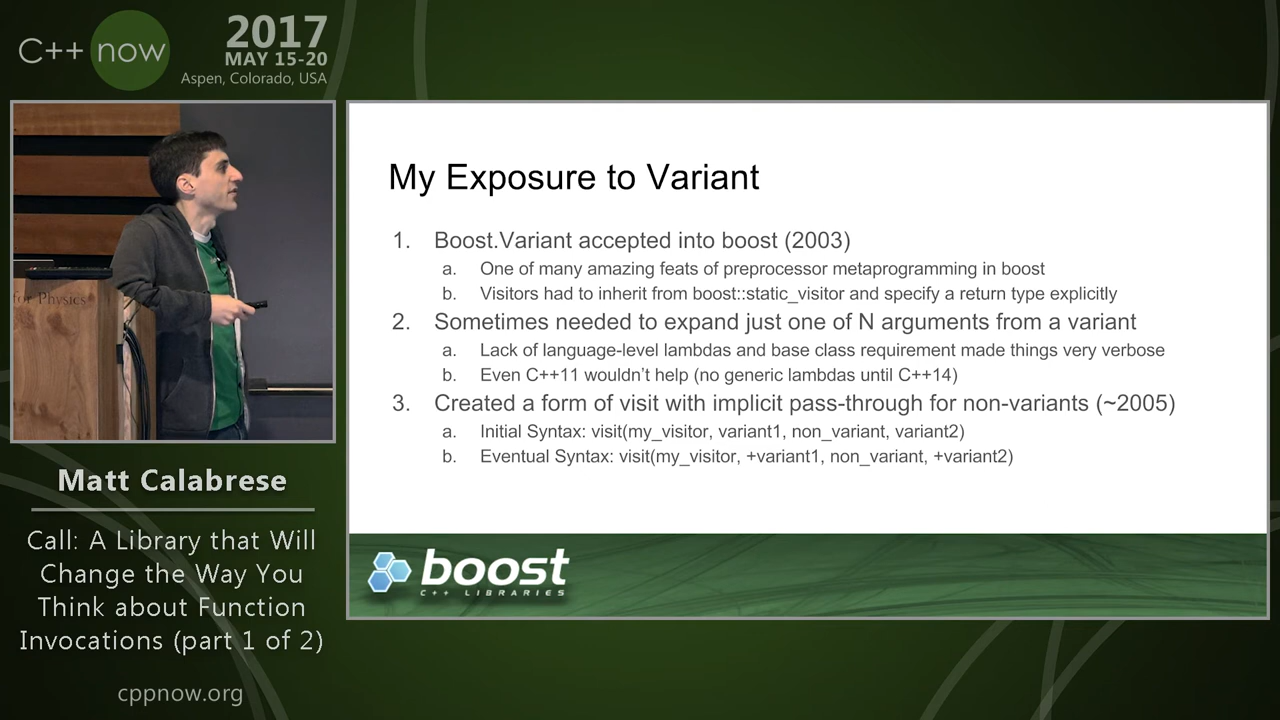 C++ now
2017
MAY 15-20
Aspen, Colorado, USA
for Physics
My Exposure to Variant
1. Boost.Variant accepted into boost (2003)
a. One of many amazing feats of preprocessor metaprogramming in boost
b. Visitors had to inherit from boost::static_visitor and specify a return type explicitly
2. Sometimes needed to expand just one of N arguments from a variant
a. Lack of language-level lambdas and base class requirement made things very verbose
b. Even C++11 wouldn’t help (no generic lambdas until C++14)
3. Created a form of visit with implicit pass-through for non-variants (~2005)
a. Initial Syntax: visit(my_visitor, variant1, non_variant, variant2)
b. Eventual Syntax: visit(my_visitor, +variant1, non_variant, +variant2)
boost
C++ LIBRARIES
Matt Calabrese
Call: A Library that Will
Change the Way You
Think about Function
Invocations (part 1 of 2)
cppnow.org